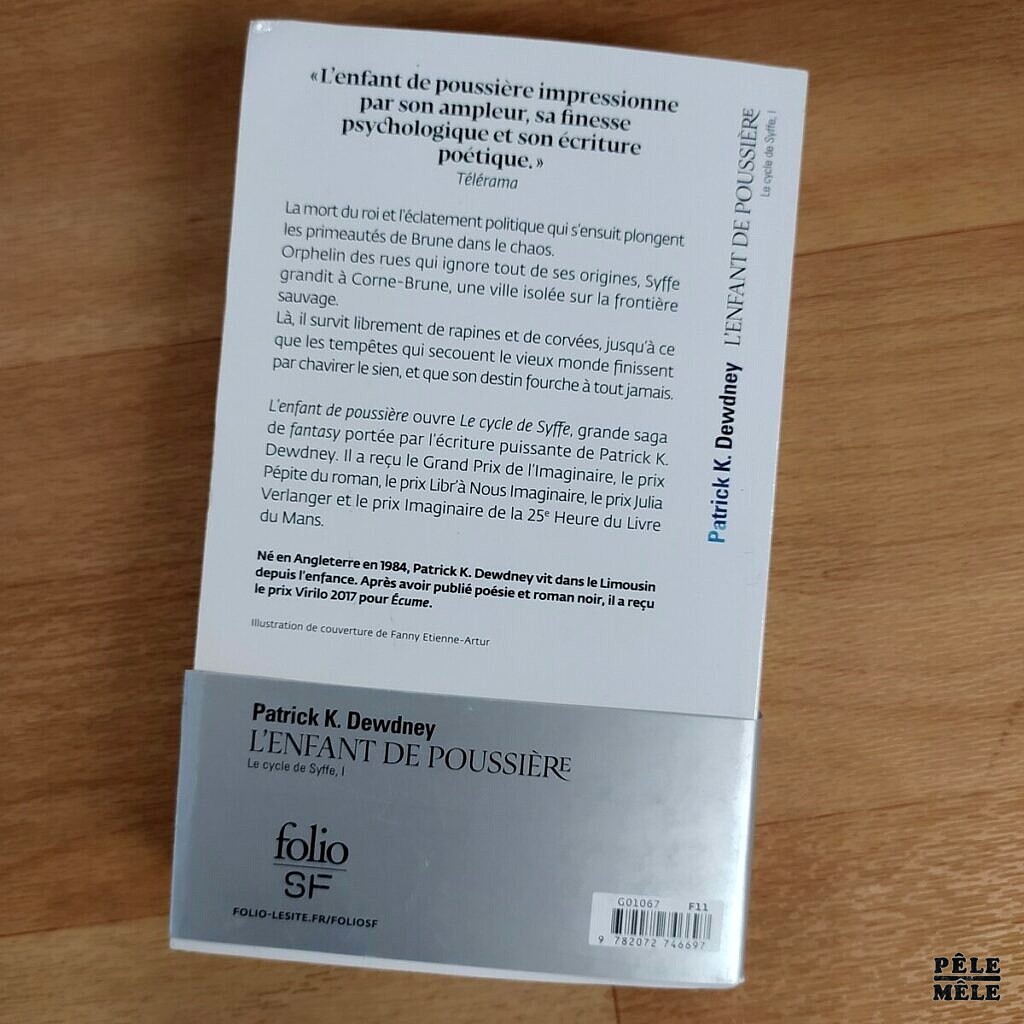 « L'enfant de poussière impressionne
par son ampleur, sa finesse
psychologique et son écriture
poétique. »
Télérama
La mort du roi et l'éclatement politique qui s'ensuit plongent
les primeautés de Brune dans le chaos.
Orphelin des rues qui ignore tout de ses origines, Syffe
grandit à Corne-Brune, une ville isolée sur la frontière
sauvage.
Là, il survit librement de rapines et de corvées, jusqu'à ce
que les tempêtes qui secouent le vieux monde finissent
par chavirer le sien, et que son destin fourche à tout jamais.
L'enfant de poussière ouvre Le cycle de Syffe, grande saga
de fantasy portée par l'écriture puissante de Patrick K.
Dewdney. Il a reçu le Grand Prix de l'Imaginaire, le prix
Pépite du roman, le prix Libr'à Nous Imaginaire, le prix Julia
Verlanger et le prix Imaginaire de la 25e Heure du Livre
du Mans.
Né en Angleterre en 1984, Patrick K. Dewdney vit dans le Limousin
depuis l'enfance. Après avoir publié poésie et roman noir, il a reçu
le prix Virilo 2017 pour Écume.
Illustration de couverture de Fanny Etienne-Artur
Patrick K. Dewdney L'ENFANT DE POUSSIÈRE
Le cycle de Syffe, I
Patrick K. Dewdney
L'ENFANT DE POUSSIÈRE
Le cycle de Syffe, I
folio
SF
FOLIO-LESITE.FR/FOLIOSF
G01067 F11
9 782072 746697
PÊLE
MÊLE